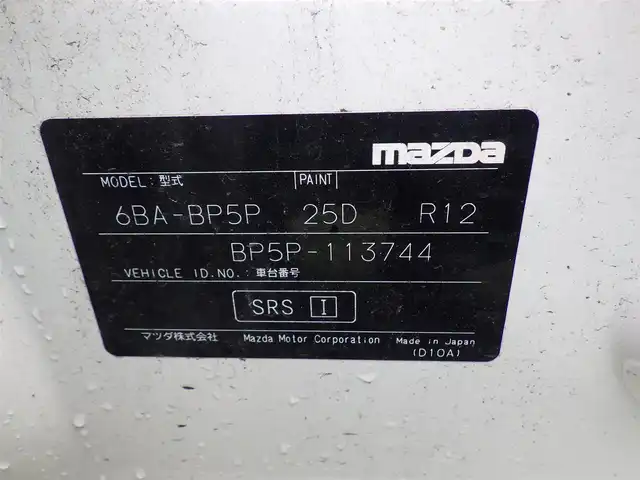 mazda
MODEL: 型式 PAINT
6BA-BP5P 25D R12
BP5P-113744
VEHICLE ID.NO.: 車台番号
SRS I
マツダ株式会社 Mazda Motor Corporation Made in Japan
(D10A)